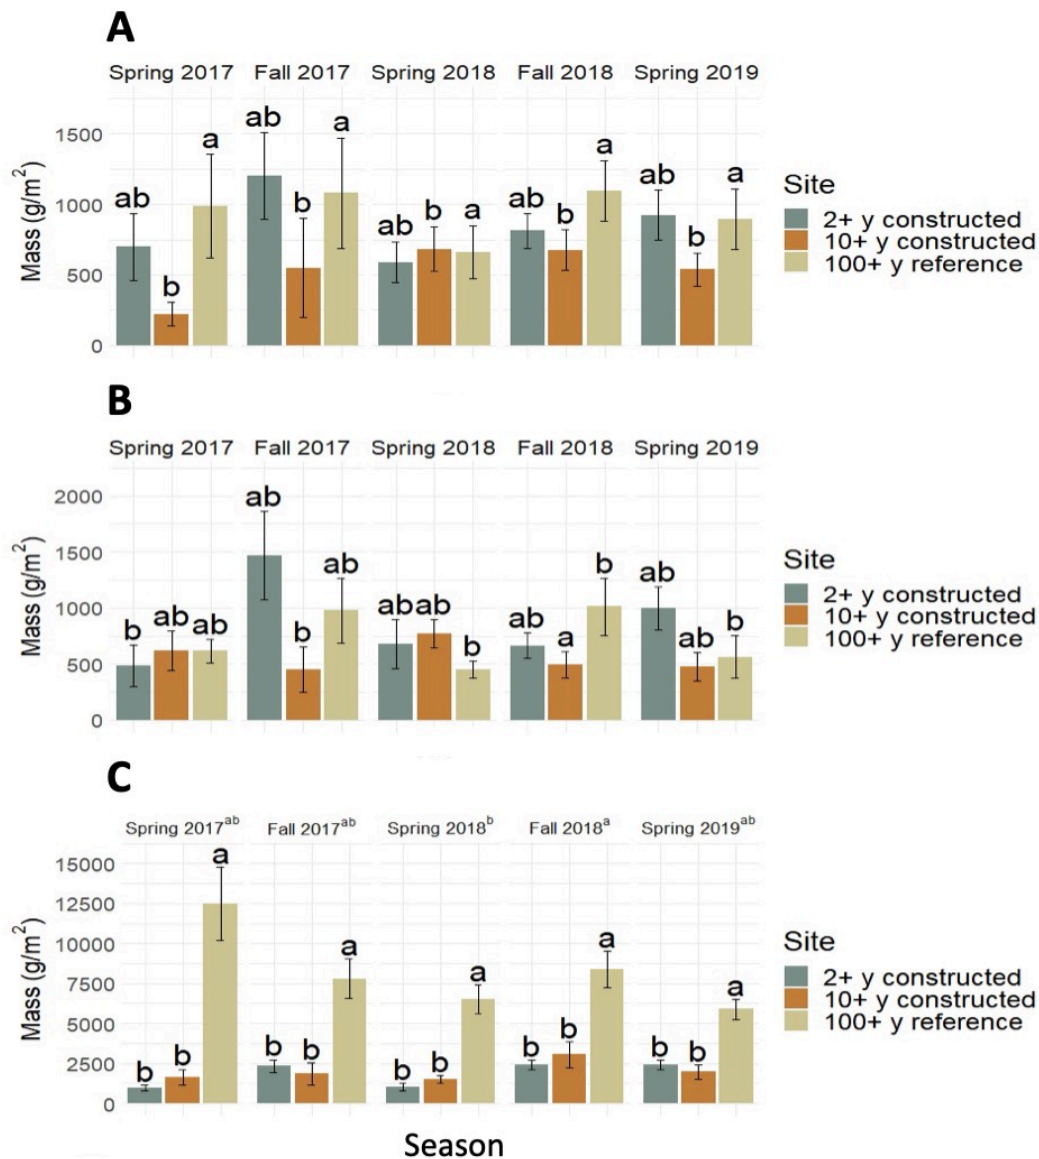 A
Spring 2017 Fall 2017 Spring 2018 Fall 2018 Spring 2019
Mass (g/m²)
1500
1000
500
0
ab b a
ab b a
ab b a
ab b a
ab b a
Site
2+ y constructed
10+ y constructed
100+ y reference
B
Spring 2017 Fall 2017 Spring 2018 Fall 2018 Spring 2019
Mass (g/m²)
2000
1500
1000
500
0
b ab ab
ab b ab
ab ab b
ab a b
ab ab b
Site
2+ y constructed
10+ y constructed
100+ y reference
C
Spring 2017ᵃᵇ Fall 2017ᵃᵇ Spring 2018ᵇ Fall 2018ᵃ Spring 2019ᵃᵇ
Mass (g/m²)
15000
12500
10000
7500
5000
2500
0
b b a
b b a
b b a
b b a
b b a
Site
2+ y constructed
10+ y constructed
100+ y reference
Season